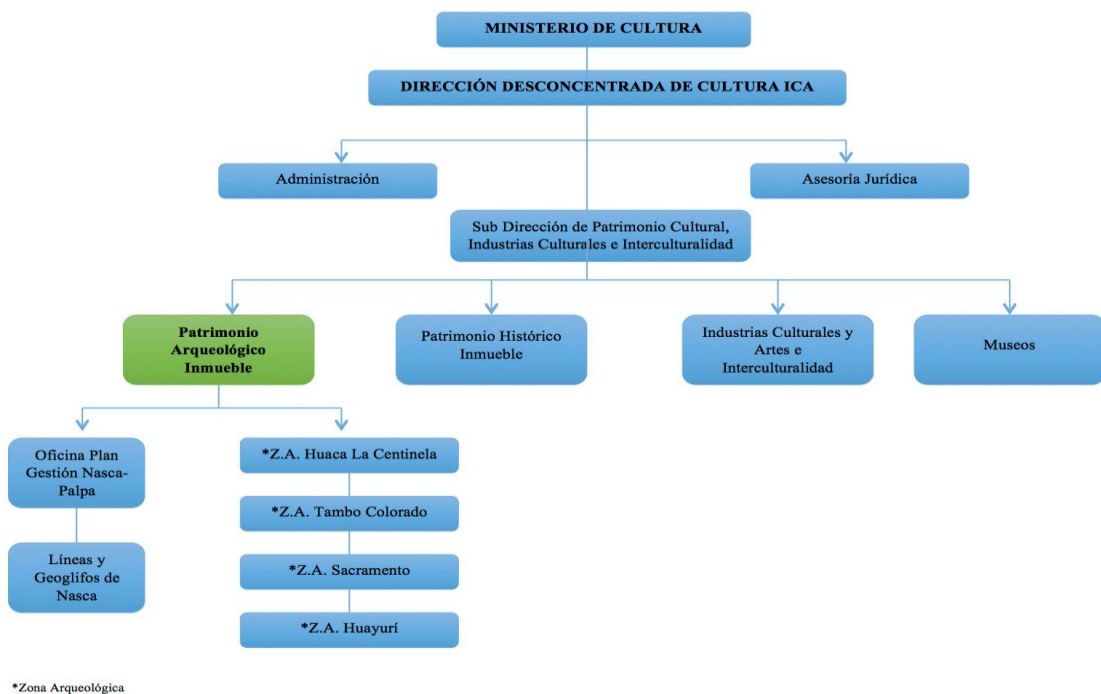 MINISTERIO DE CULTURA
DIRECCIÓN DESCONCENTRADA DE CULTURA ICA
Administración
Asesoría Jurídica
Sub Dirección de Patrimonio Cultural,
Industrias Culturales e Interculturalidad
Patrimonio
Arqueológico
Inmueble
Patrimonio Histórico
Inmueble
Industrias Culturales y
Artes e
Interculturalidad
Museos
Oficina Plan
Gestión Nasca-
Palpa
Líneas y
Geoglifos de
Nasca
*Z.A. Huaca La Centinela
*Z.A. Tambo Colorado
*Z.A. Sacramento
*Z.A. Huayurí
*Zona Arqueológica